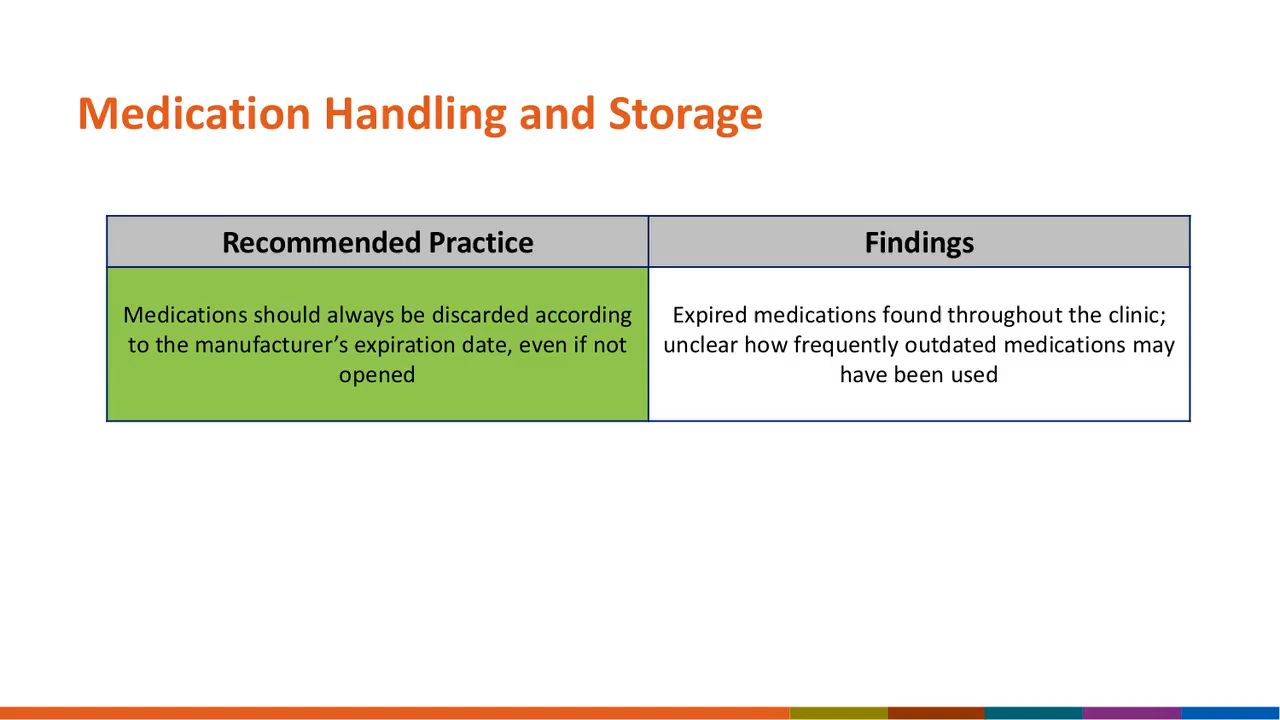 Medication Handling and Storage
Recommended Practice
Findings
Medications should always be discarded according
to the manufacturer’s expiration date, even if not
opened
Expired medications found throughout the clinic;
unclear how frequently outdated medications may
have been used